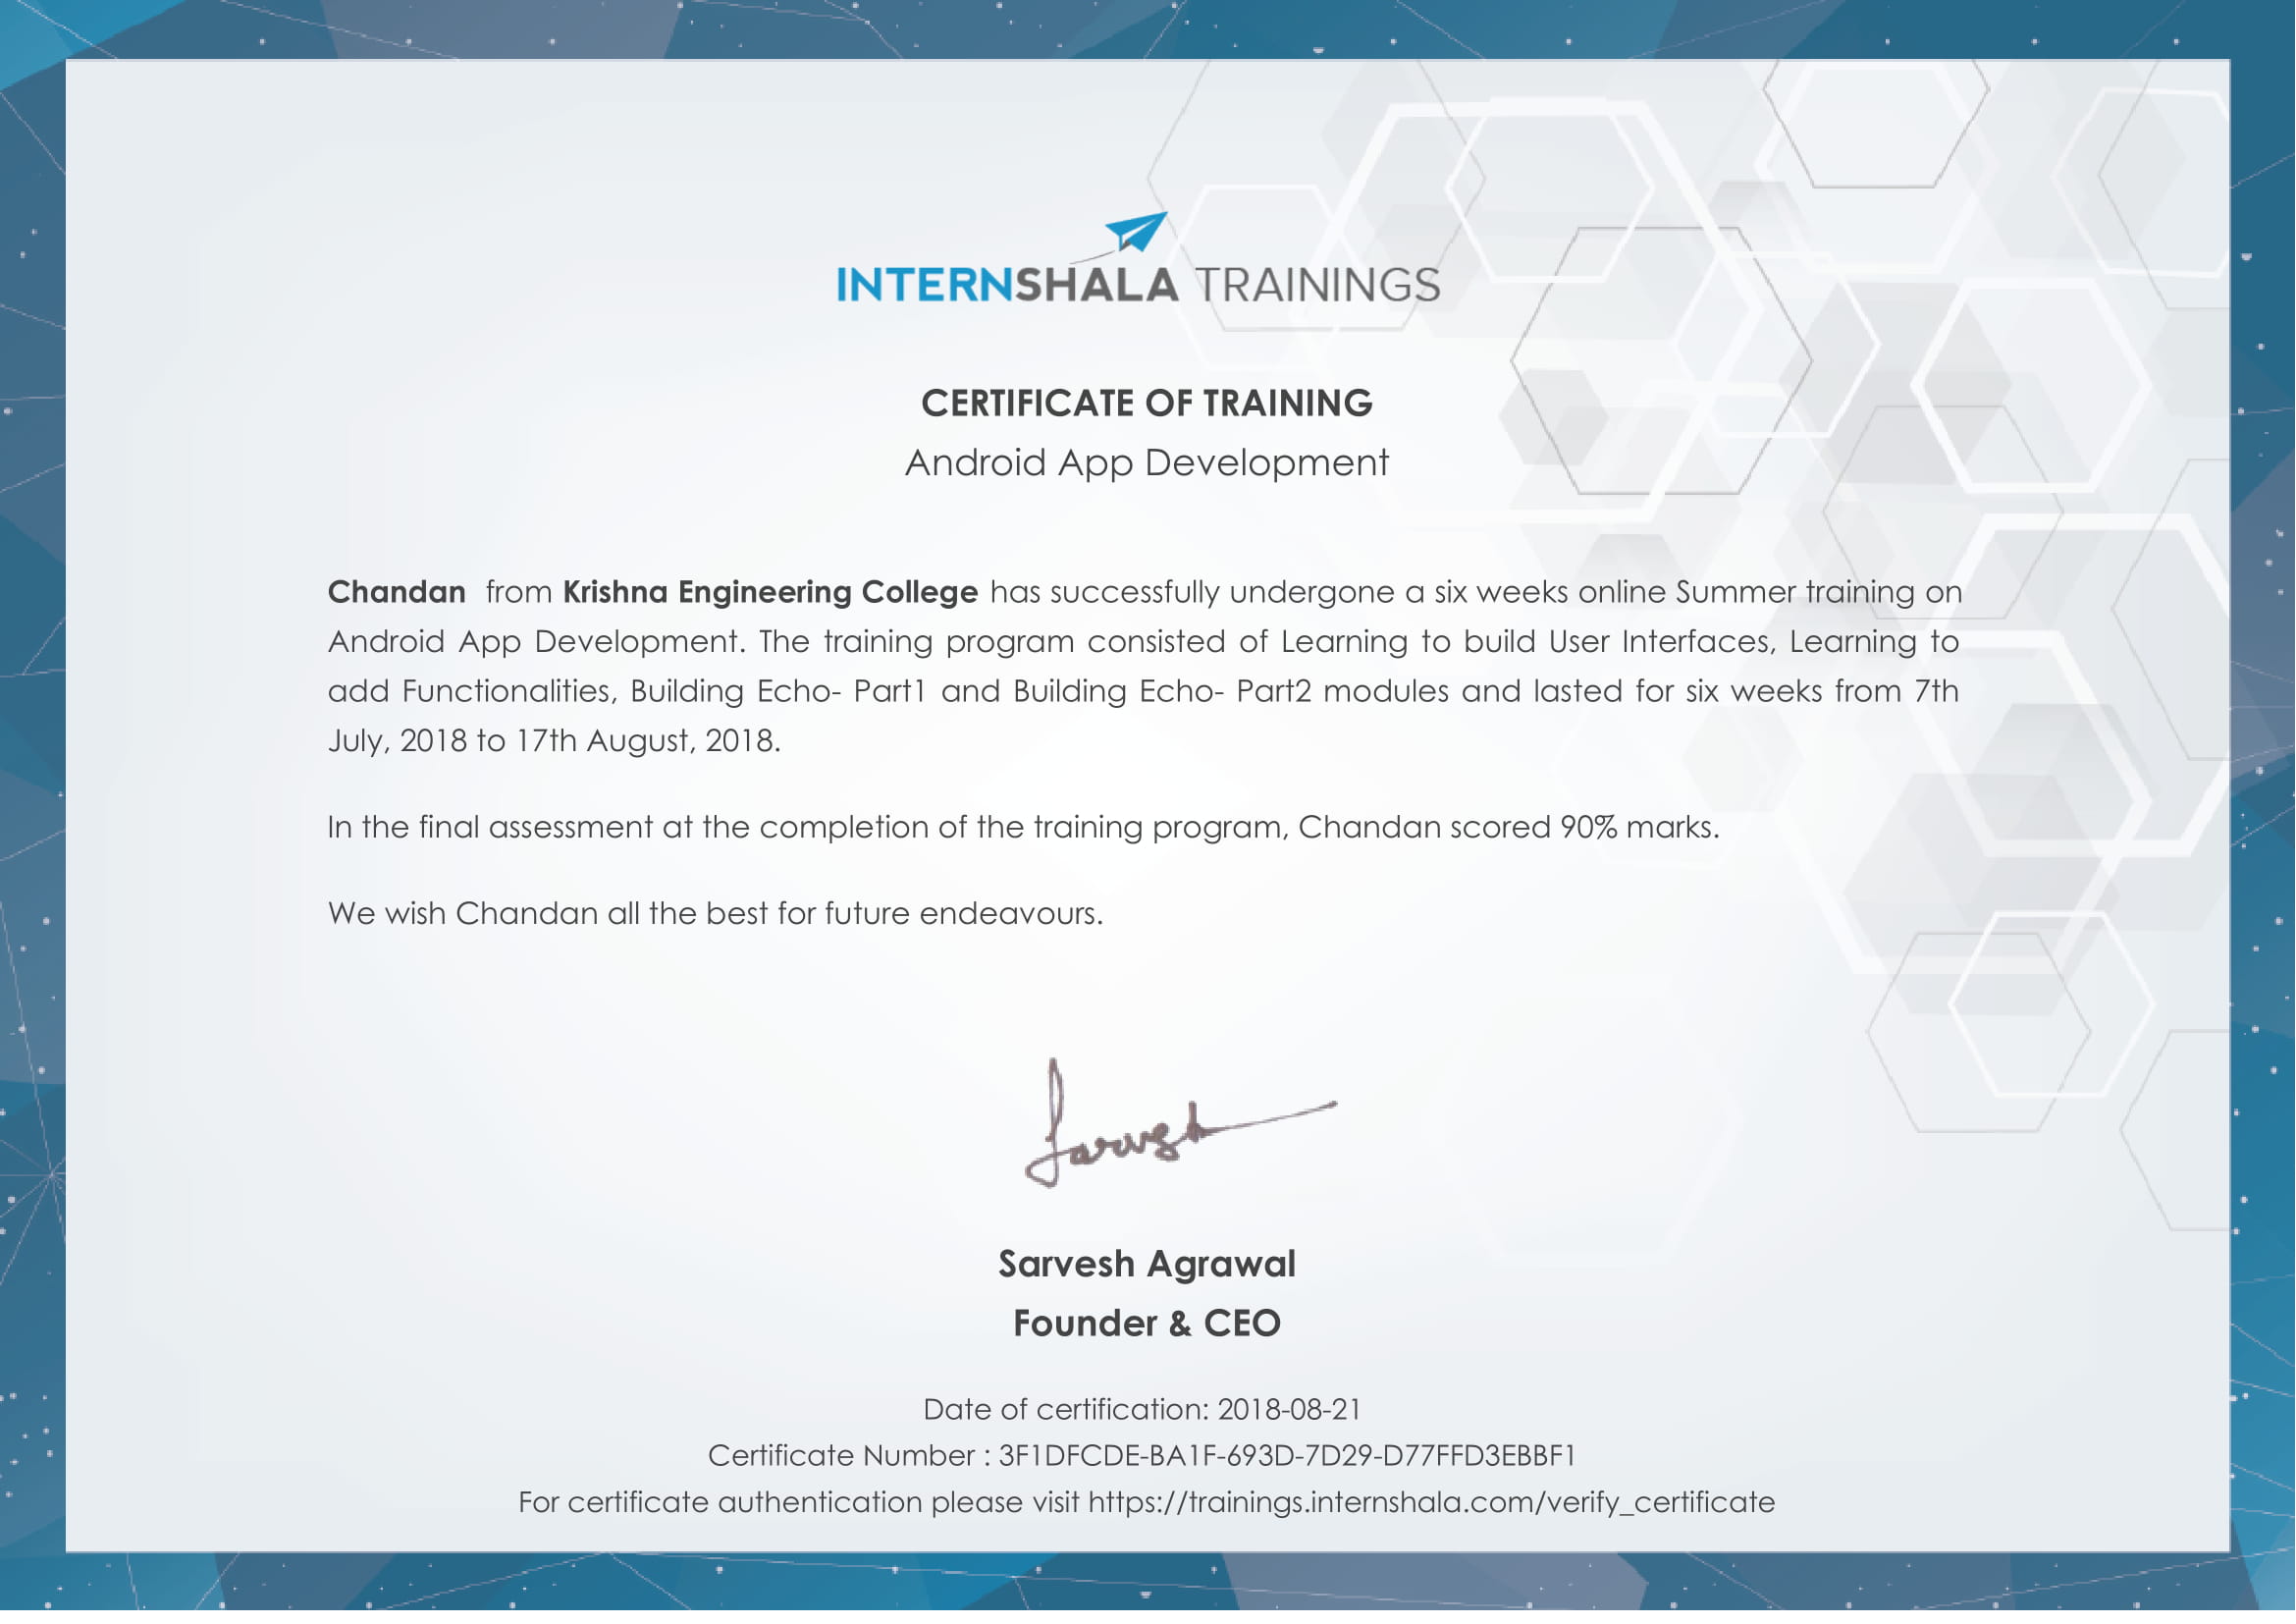 INTERNSHALA TRAININGS
CERTIFICATE OF TRAINING
Android App Development
Chandan from Krishna Engineering College has successfully undergone a six weeks online Summer training on
Android App Development. The training program consisted of Learning to build User Interfaces, Learning to
add Functionalities, Building Echo- Part1 and Building Echo- Part2 modules and lasted for six weeks from 7th
July, 2018 to 17th August, 2018.
In the final assessment at the completion of the training program, Chandan scored 90% marks.
We wish Chandan all the best for future endeavours.
Sarvesh
Sarvesh Agrawal
Founder & CEO
Date of certification: 2018-08-21
Certificate Number : 3F1DFCDE-BA1F-693D-7D29-D77FFD3EBBF1
For certificate authentication please visit https://trainings.internshala.com/verify_certificate